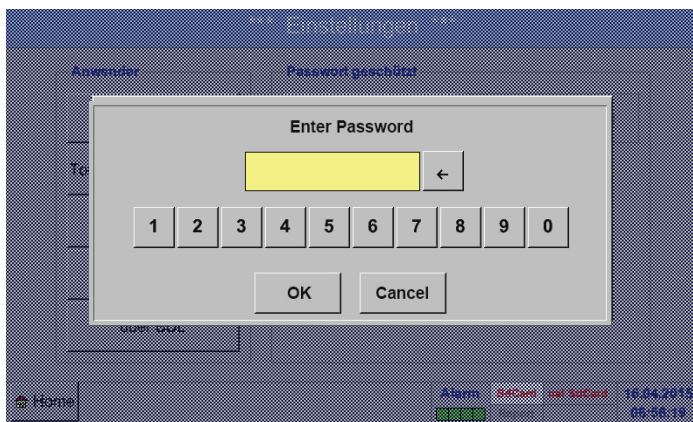 *** Einstellungen ***
Anwender
Passwort geschützt
Enter Password
←
1 2 3 4 5 6 7 8 9 0
OK Cancel
Home
Alarm SdCard
16.04.2015
Report
08:56:19